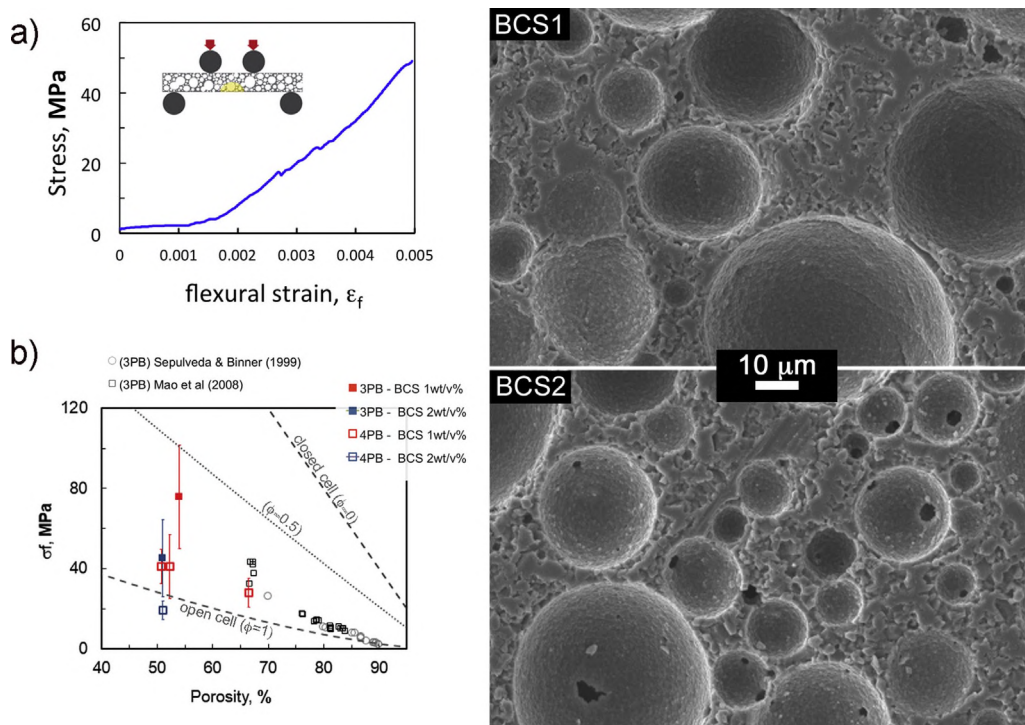 a)
60
40
20
0
Stress, MPa
0 0.001 0.002 0.003 0.004 0.005
flexural strain, εf
b)
(3PB) Sepulveda & Binner (1999)
(3PB) Mao et al (2008)
3PB - BCS 1wt/v%
3PB - BCS 2wt/v%
4PB - BCS 1wt/v%
4PB - BCS 2wt/v%
120
80
40
0
σf, MPa
closed cell (ϕ=0)
(ϕ=0.5)
open cell (ϕ=1)
40 50 60 70 80 90
Porosity, %
BCS1
10 μm
BCS2